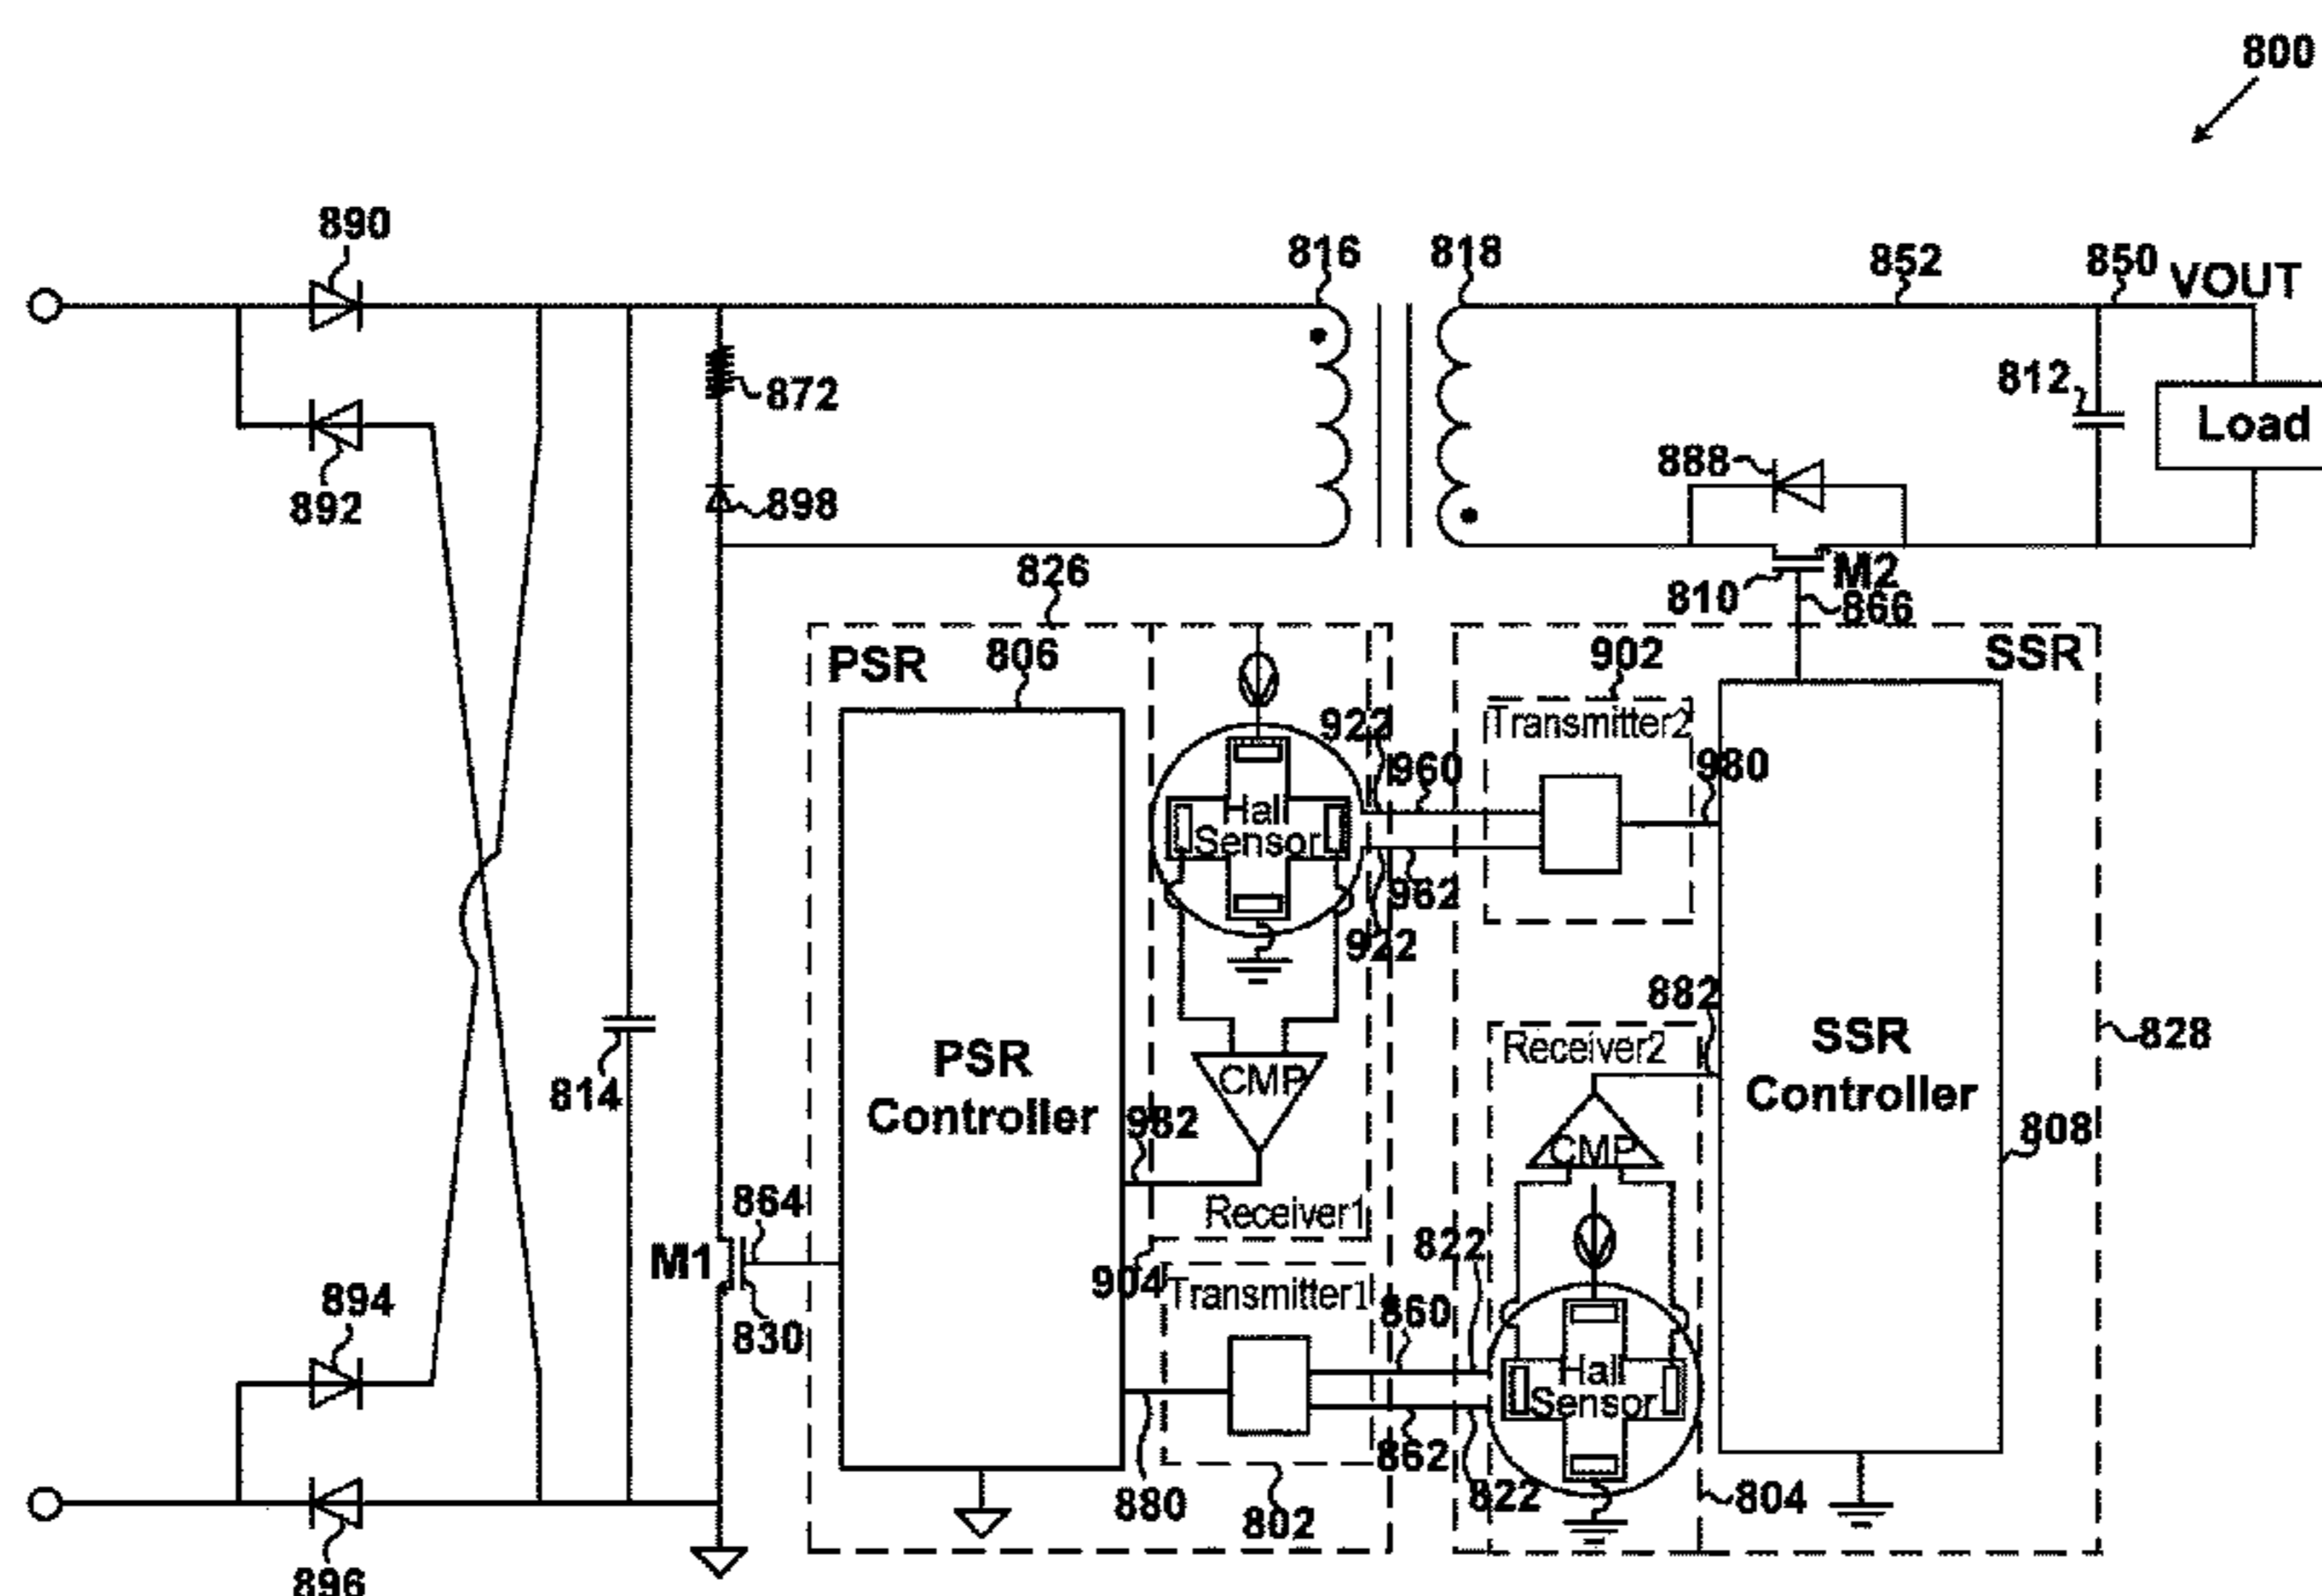 800
890
816
818
852
850
VOUT
872
812
Load
888
892
898
826
M2
810
866
PSR
806
902
SSR
922
Transmitter2
960
980
Hall
Sensor
962
922
882
Receiver2
828
PSR
Controller
SSR
Controller
814
CMP
982
CMP
808
864
Receiver1
M1
822
904
Transmitter1
894
860
830
Hall
Sensor
862
880
822
804
802
896